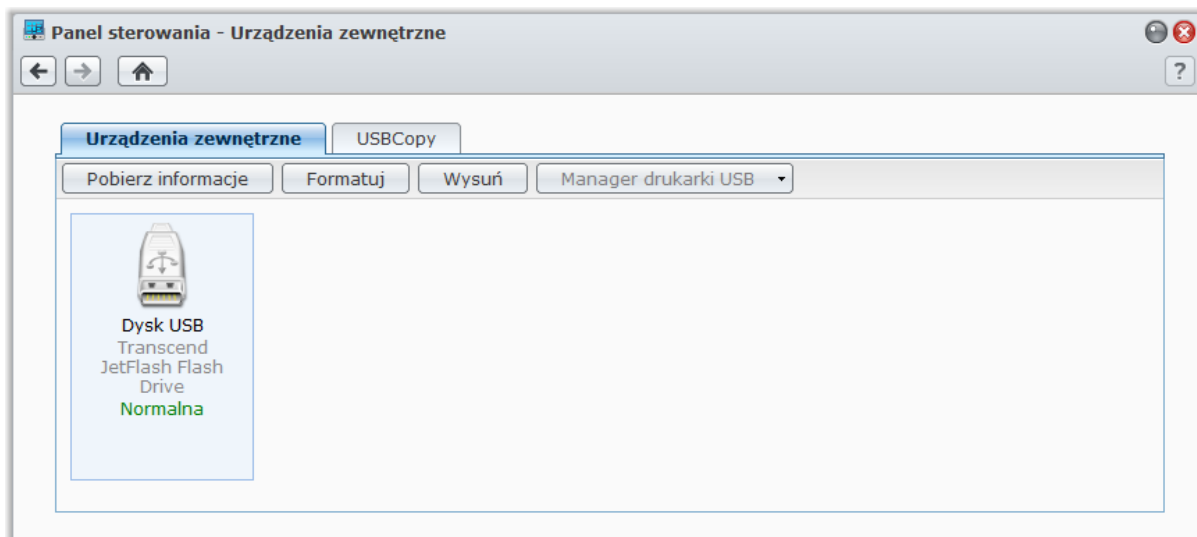 Panel sterowania - Urządzenia zewnętrzne
?
Urządzenia zewnętrzne USBCopy
Pobierz informacje Formatuj Wysuń Manager drukarki USB
Dysk USB
Transcend
JetFlash Flash
Drive
Normalna